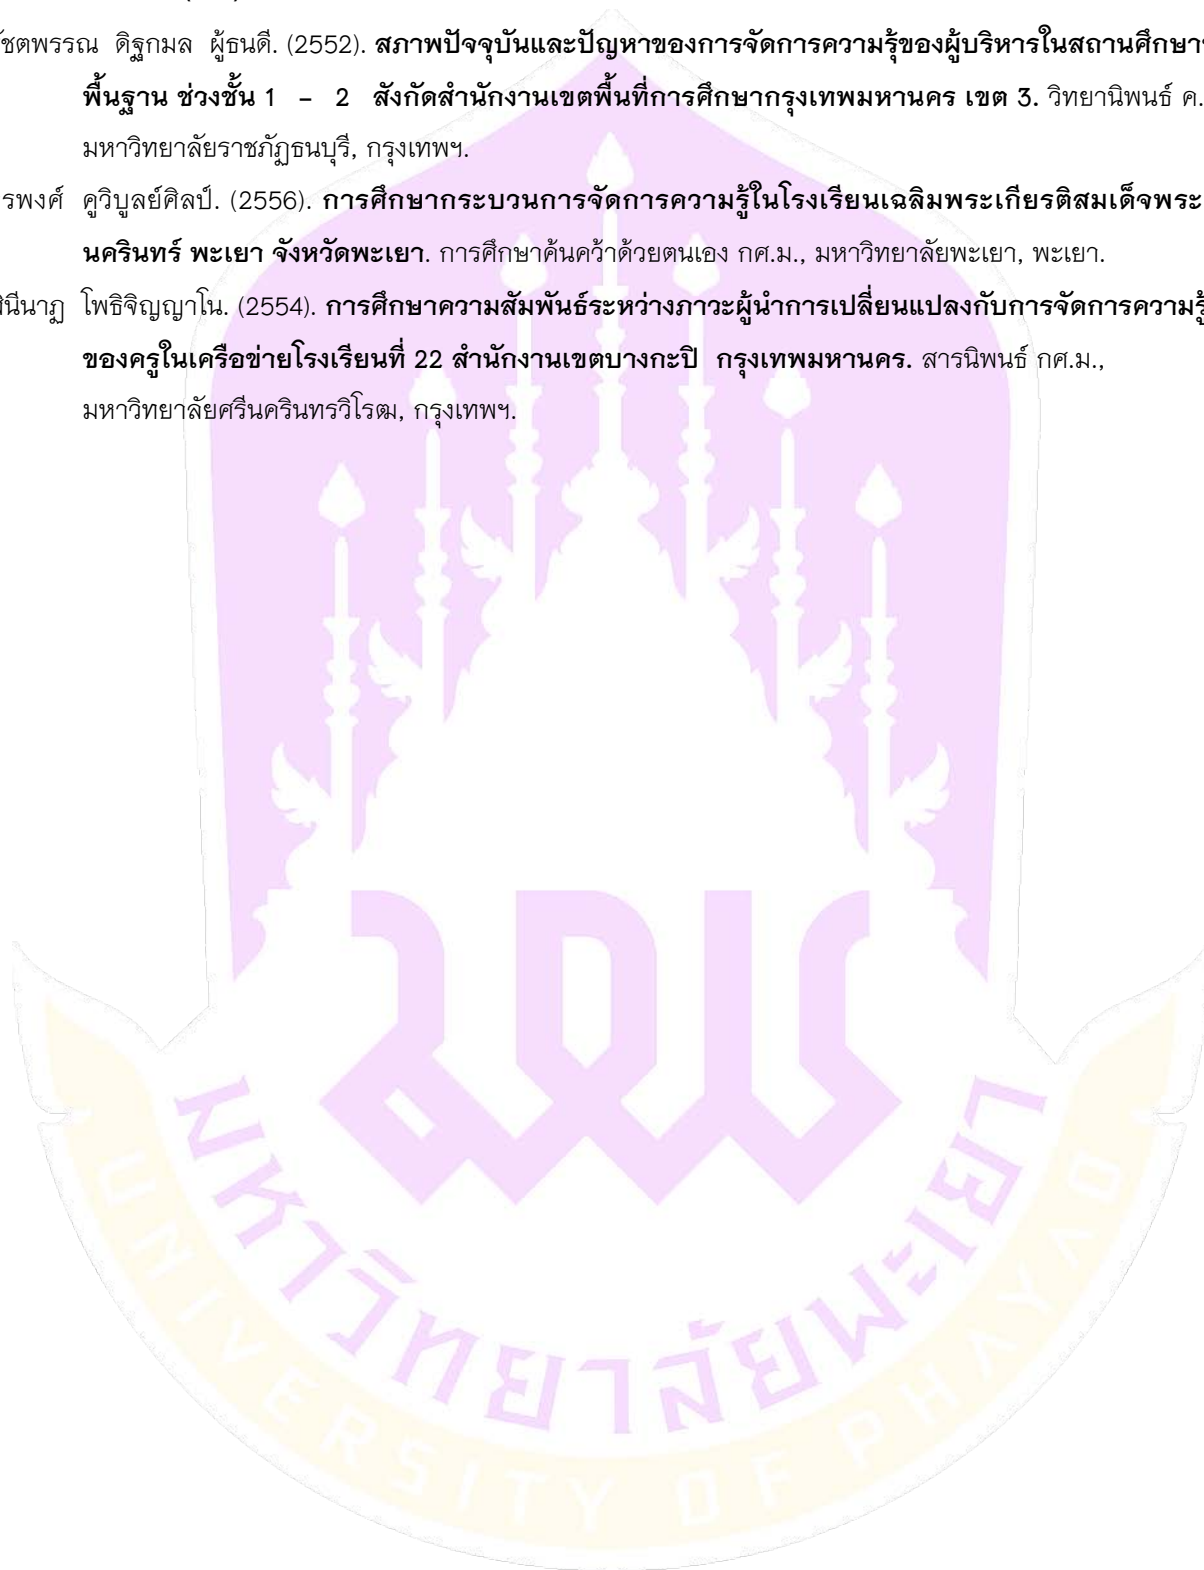 ชตพรรณ ดิฐกมล ผู้ธนดี. (2552). สภาพปัจจุบันและปัญหาของการจัดการความรู้ของผู้บริหารในสถานศึกษา
พื้นฐาน ช่วงชั้น 1 – 2 สังกัดสำนักงานเขตพื้นที่การศึกษากรุงเทพมหานคร เขต 3. วิทยานิพนธ์ ค.
มหาวิทยาลัยราชภัฏธนบุรี, กรุงเทพฯ.
รพงศ์ คูวิบูลย์ศิลป์. (2556). การศึกษากระบวนการจัดการความรู้ในโรงเรียนเฉลิมพระเกียรติสมเด็จพระ
นครินทร์ พะเยา จังหวัดพะเยา. การศึกษาค้นคว้าด้วยตนเอง กศ.ม., มหาวิทยาลัยพะเยา, พะเยา.
สินีนาฏ โพธิจิญญาโน. (2554). การศึกษาความสัมพันธ์ระหว่างภาวะผู้นำการเปลี่ยนแปลงกับการจัดการความรู้
ของครูในเครือข่ายโรงเรียนที่ 22 สำนักงานเขตบางกะปิ กรุงเทพมหานคร. สารนิพนธ์ กศ.ม.,
มหาวิทยาลัยศรีนครินทรวิโรฒ, กรุงเทพฯ.
มพย
มหาวิทยาลัยพะเยา
UNIVERSITY OF PHAYAO